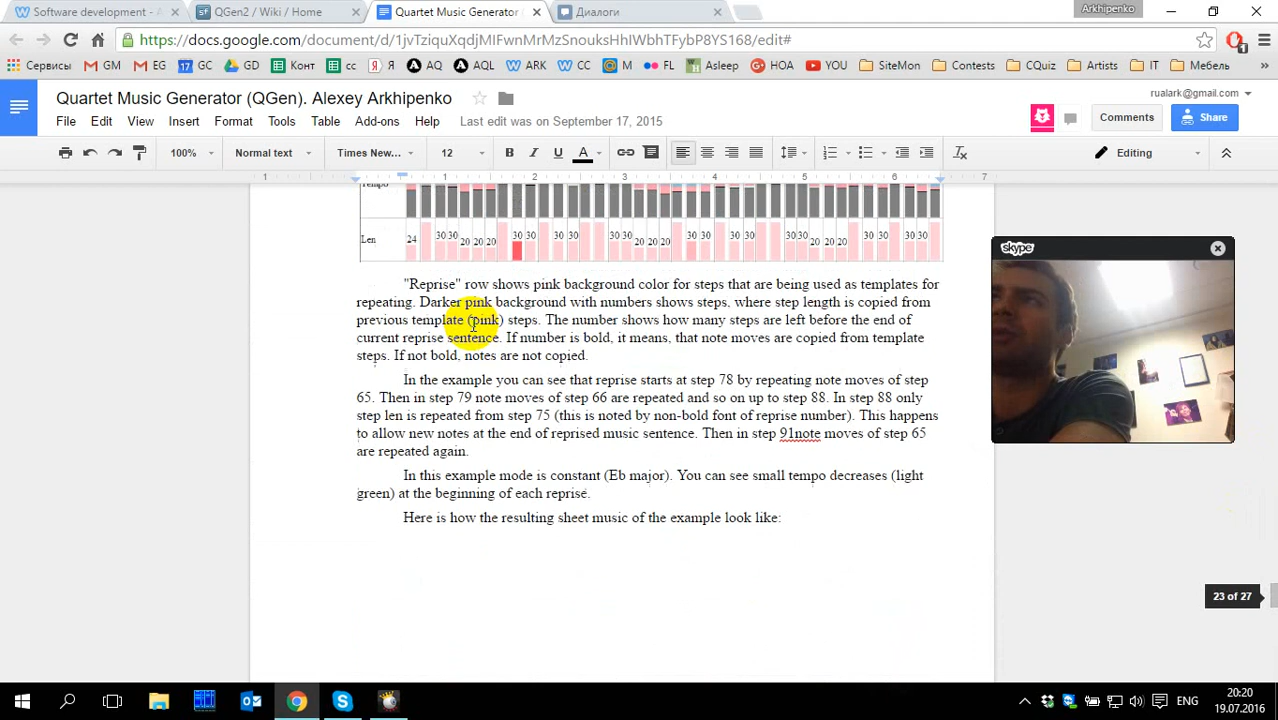 Software development -
QGen2 / Wiki / Home
Quartet Music Generator
Диалоги
Arkhipenko
https://docs.google.com/document/d/1jvTziquXqdjMIFwnMrMzSnouksHhIWbhTFybP8YS168/edit#
Сервисы GM EG GC GD Конт cc Я AQ AQL ARK CC M FL Asleep HOA YOU SiteMon Contests CQuiz Artists IT Мебель
Quartet Music Generator (QGen). Alexey Arkhipenko
rualark@gmail.com
File Edit View Insert Format Tools Table Add-ons Help Last edit was on September 17, 2015
Comments Share
100% Normal text Times New... 12 B I U A Editing
1 1 2 3 4 5 6 7
Tempo
Len 24 30 30 20 20 20 30 30 30 30 20 20 20 30 30 30 30 20 20 20 30 30 30 30 20 20 20 30 30
"Reprise" row shows pink background color for steps that are being used as templates for
repeating. Darker pink background with numbers shows steps, where step length is copied from
previous template (pink) steps. The number shows how many steps are left before the end of
current reprise sentence. If number is bold, it means, that note moves are copied from template
steps. If not bold, notes are not copied.
In the example you can see that reprise starts at step 78 by repeating note moves of step
65. Then in step 79 note moves of step 66 are repeated and so on up to step 88. In step 88 only
step len is repeated from step 75 (this is noted by non-bold font of reprise number). This happens
to allow new notes at the end of reprised music sentence. Then in step 91note moves of step 65
are repeated again.
In this example mode is constant (Eb major). You can see small tempo decreases (light
green) at the beginning of each reprise.
Here is how the resulting sheet music of the example look like:
skype
23 of 27
ENG
20:20
19.07.2016